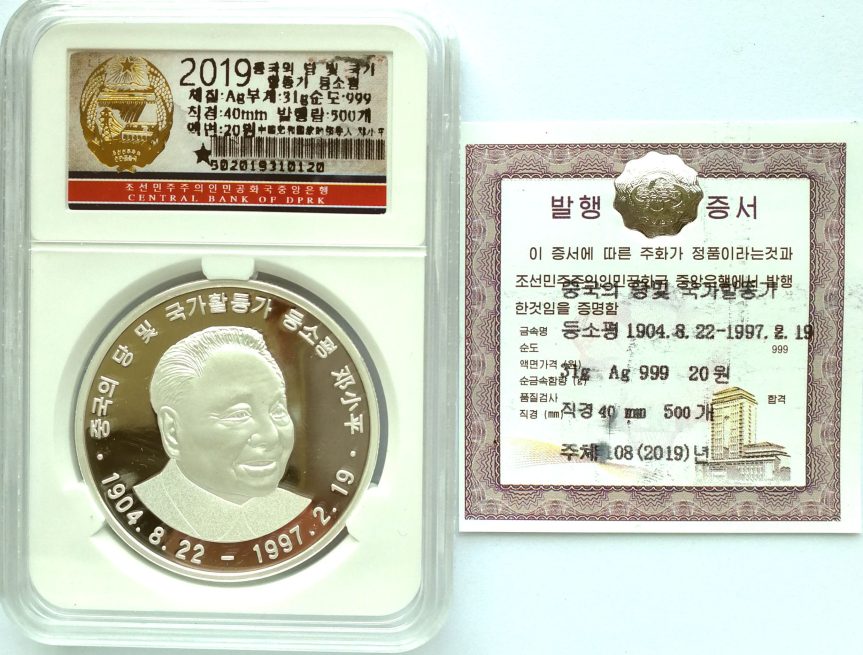 2019 중국의 당 및 국가
활동가 등소평
재질:Ag무게:31g순도:999
직경:40mm 발행량:500개
액면:20원
502019310120
조선민주주의인민공화국중앙은행
CENTRAL BANK OF DPRK
중국의 당 및 국가활동가 등소평 邓小平
1904.8.22 - 1997.2.19
발행 증서
이 증서에 따른 주화가 정품이라는것과
조선민주주의인민공화국 중앙은행에서 발행
한것임을 증명함
중국의 당및 국가활동가
금속명
등소평 1904.8.22-1997.2.19
순도
999
액면가격 (원)
31g Ag 999 20원
순금속함량 (g)
품질검사
합격
직경 (mm)
직경 40 mm 500개
주체 108(2019)년